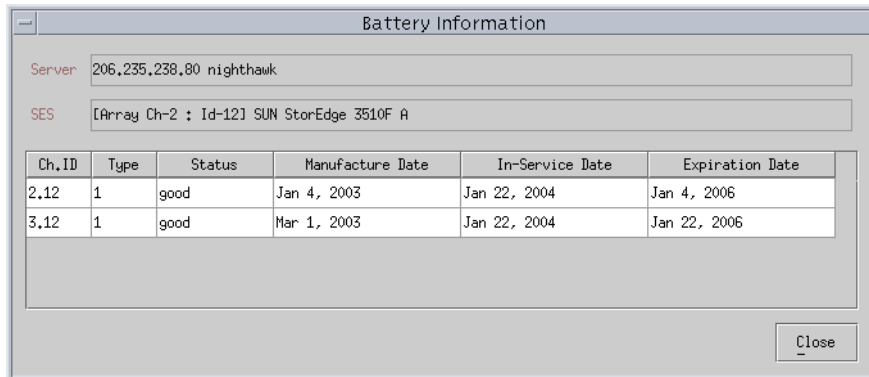 Battery Information
Server 206.235.238.80 nighthawk
SES [Array Ch-2 : Id-12] SUN StorEdge 3510F A
Ch.ID Type Status Manufacture Date In-Service Date Expiration Date
2.12 1 good Jan 4, 2003 Jan 22, 2004 Jan 4, 2006
3.12 1 good Mar 1, 2003 Jan 22, 2004 Jan 22, 2006
Close